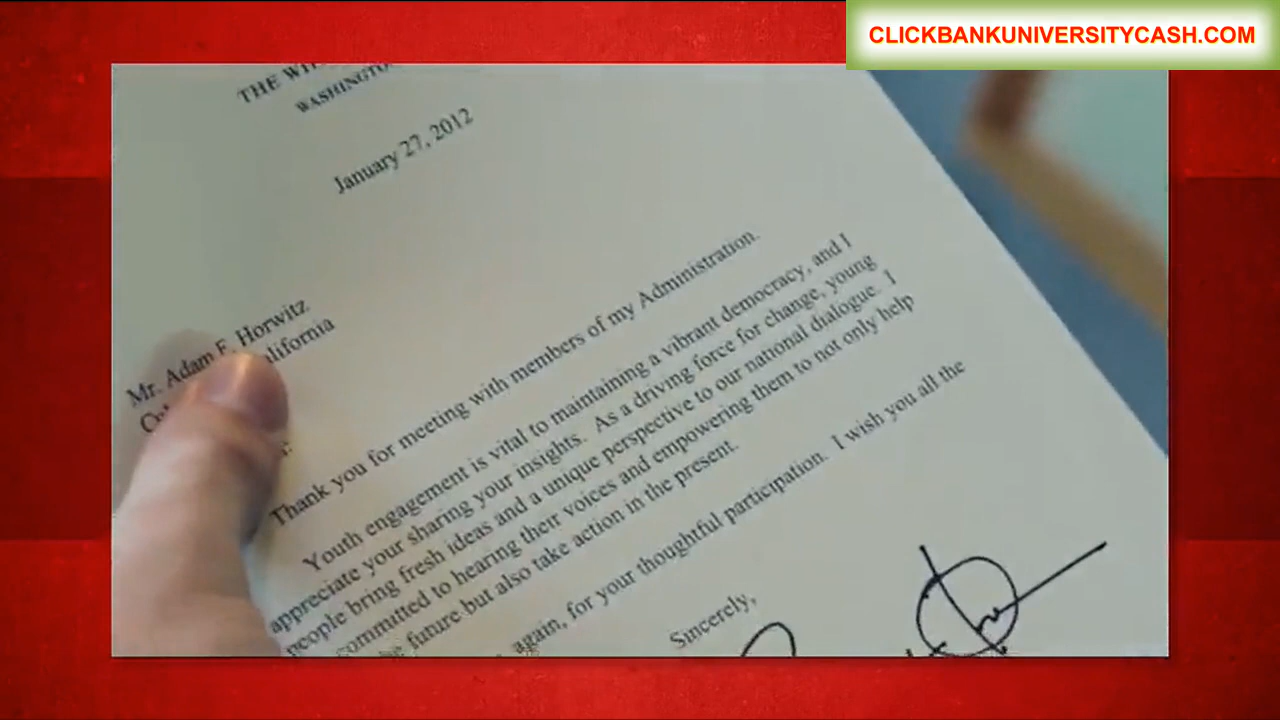 CLICKBANKUNIVERSITYCASH.COM
THE
January 27, 2012
Mr. Adam E. Horwitz
Thank you for meeting with members of my Administration.
Youth engagement is vital to maintaining a vibrant democracy, and I
appreciate your sharing your insights. As a driving force for change, young
people bring fresh ideas and a unique perspective to our national dialogue. I
committed to hearing their voices and empowering them to not only help
future but also take action in the present.
again, for your thoughtful participation. I wish you all the
Sincerely,